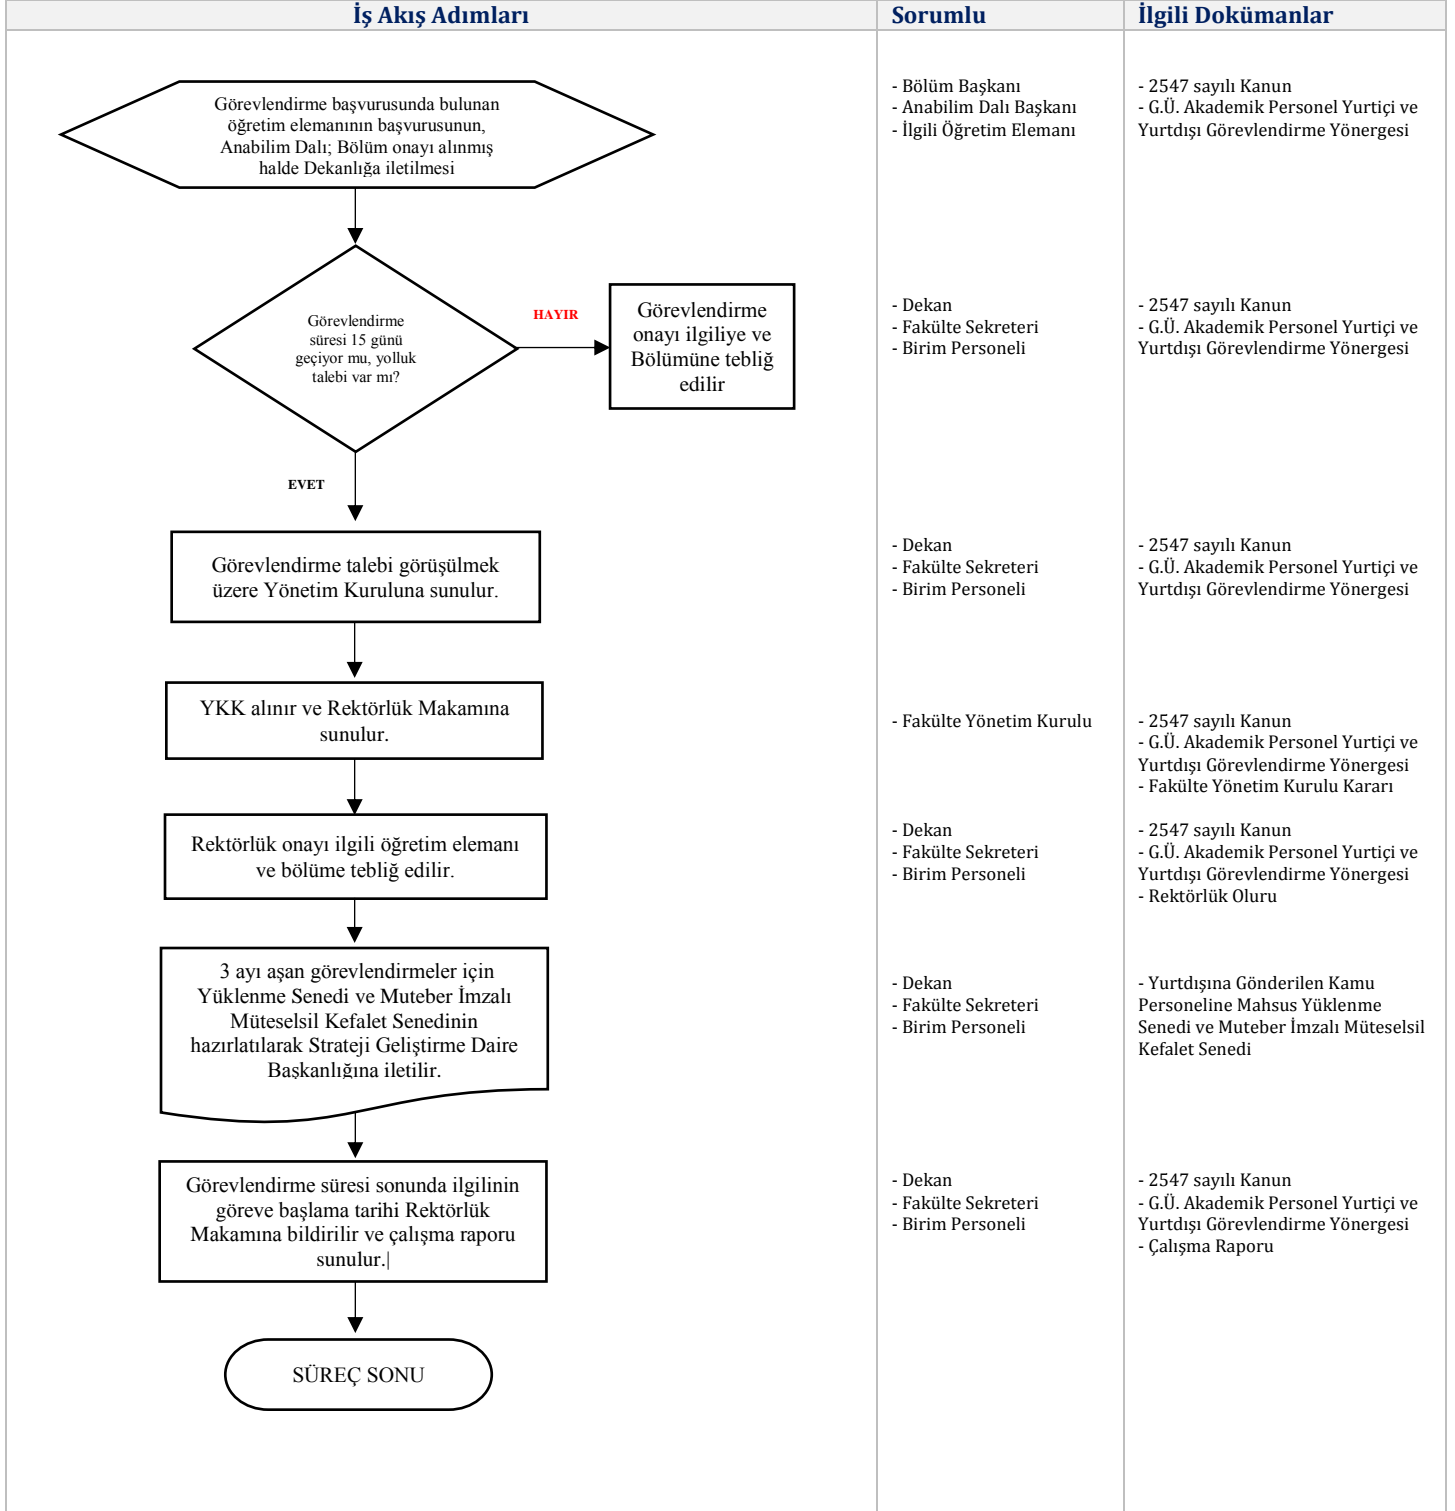 İş Akış Adımları
Sorumlu
İlgili Dokümanlar
Görevlendirme başvurusunda bulunan
öğretim elemanının başvurusunun,
Anabilim Dalı; Bölüm onayı alınmış
halde Dekanlığa iletilmesi
- Bölüm Başkanı
- Anabilim Dalı Başkanı
- İlgili Öğretim Elemanı
- 2547 sayılı Kanun
- G.Ü. Akademik Personel Yurtiçi ve
Yurtdışı Görevlendirme Yönergesi
Görevlendirme
süresi 15 günü
geçiyor mu, yolluk
talebi var mı?
HAYIR
Görevlendirme
onayı ilgiliye ve
Bölümüne tebliğ
edilir
- Dekan
- Fakülte Sekreteri
- Birim Personeli
- 2547 sayılı Kanun
- G.Ü. Akademik Personel Yurtiçi ve
Yurtdışı Görevlendirme Yönergesi
EVET
Görevlendirme talebi görüşülmek
üzere Yönetim Kuruluna sunulur.
- Dekan
- Fakülte Sekreteri
- Birim Personeli
- 2547 sayılı Kanun
- G.Ü. Akademik Personel Yurtiçi ve
Yurtdışı Görevlendirme Yönergesi
YKK alınır ve Rektörlük Makamına
sunulur.
- Fakülte Yönetim Kurulu
- 2547 sayılı Kanun
- G.Ü. Akademik Personel Yurtiçi ve
Yurtdışı Görevlendirme Yönergesi
- Fakülte Yönetim Kurulu Kararı
Rektörlük onayı ilgili öğretim elemanı
ve bölüme tebliğ edilir.
- Dekan
- Fakülte Sekreteri
- Birim Personeli
- 2547 sayılı Kanun
- G.Ü. Akademik Personel Yurtiçi ve
Yurtdışı Görevlendirme Yönergesi
- Rektörlük Oluru
3 ayı aşan görevlendirmeler için
Yüklenme Senedi ve Muteber İmzalı
Müteselsil Kefalet Senedinin
hazırlatılarak Strateji Geliştirme Daire
Başkanlığına iletilir.
- Dekan
- Fakülte Sekreteri
- Birim Personeli
- Yurtdışına Gönderilen Kamu
Personeline Mahsus Yüklenme
Senedi ve Muteber İmzalı Müteselsil
Kefalet Senedi
Görevlendirme süresi sonunda ilgilinin
göreve başlama tarihi Rektörlük
Makamına bildirilir ve çalışma raporu
sunulur.|
- Dekan
- Fakülte Sekreteri
- Birim Personeli
- 2547 sayılı Kanun
- G.Ü. Akademik Personel Yurtiçi ve
Yurtdışı Görevlendirme Yönergesi
- Çalışma Raporu
SÜREÇ SONU